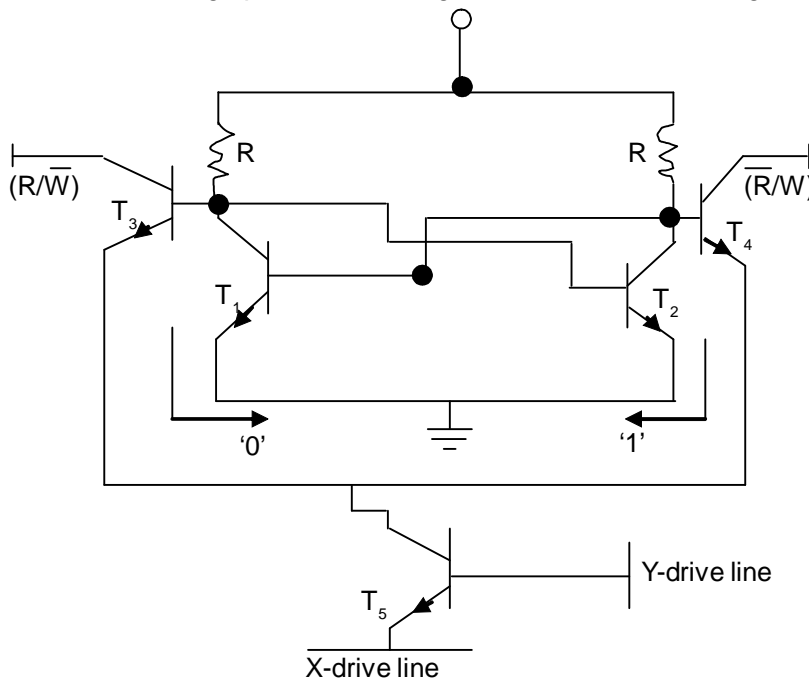 R
R
(R/W̅)
(R̅/W)
T₃
T₄
T₁
T₂
‘0’
‘1’
Y-drive line
T₅
X-drive line